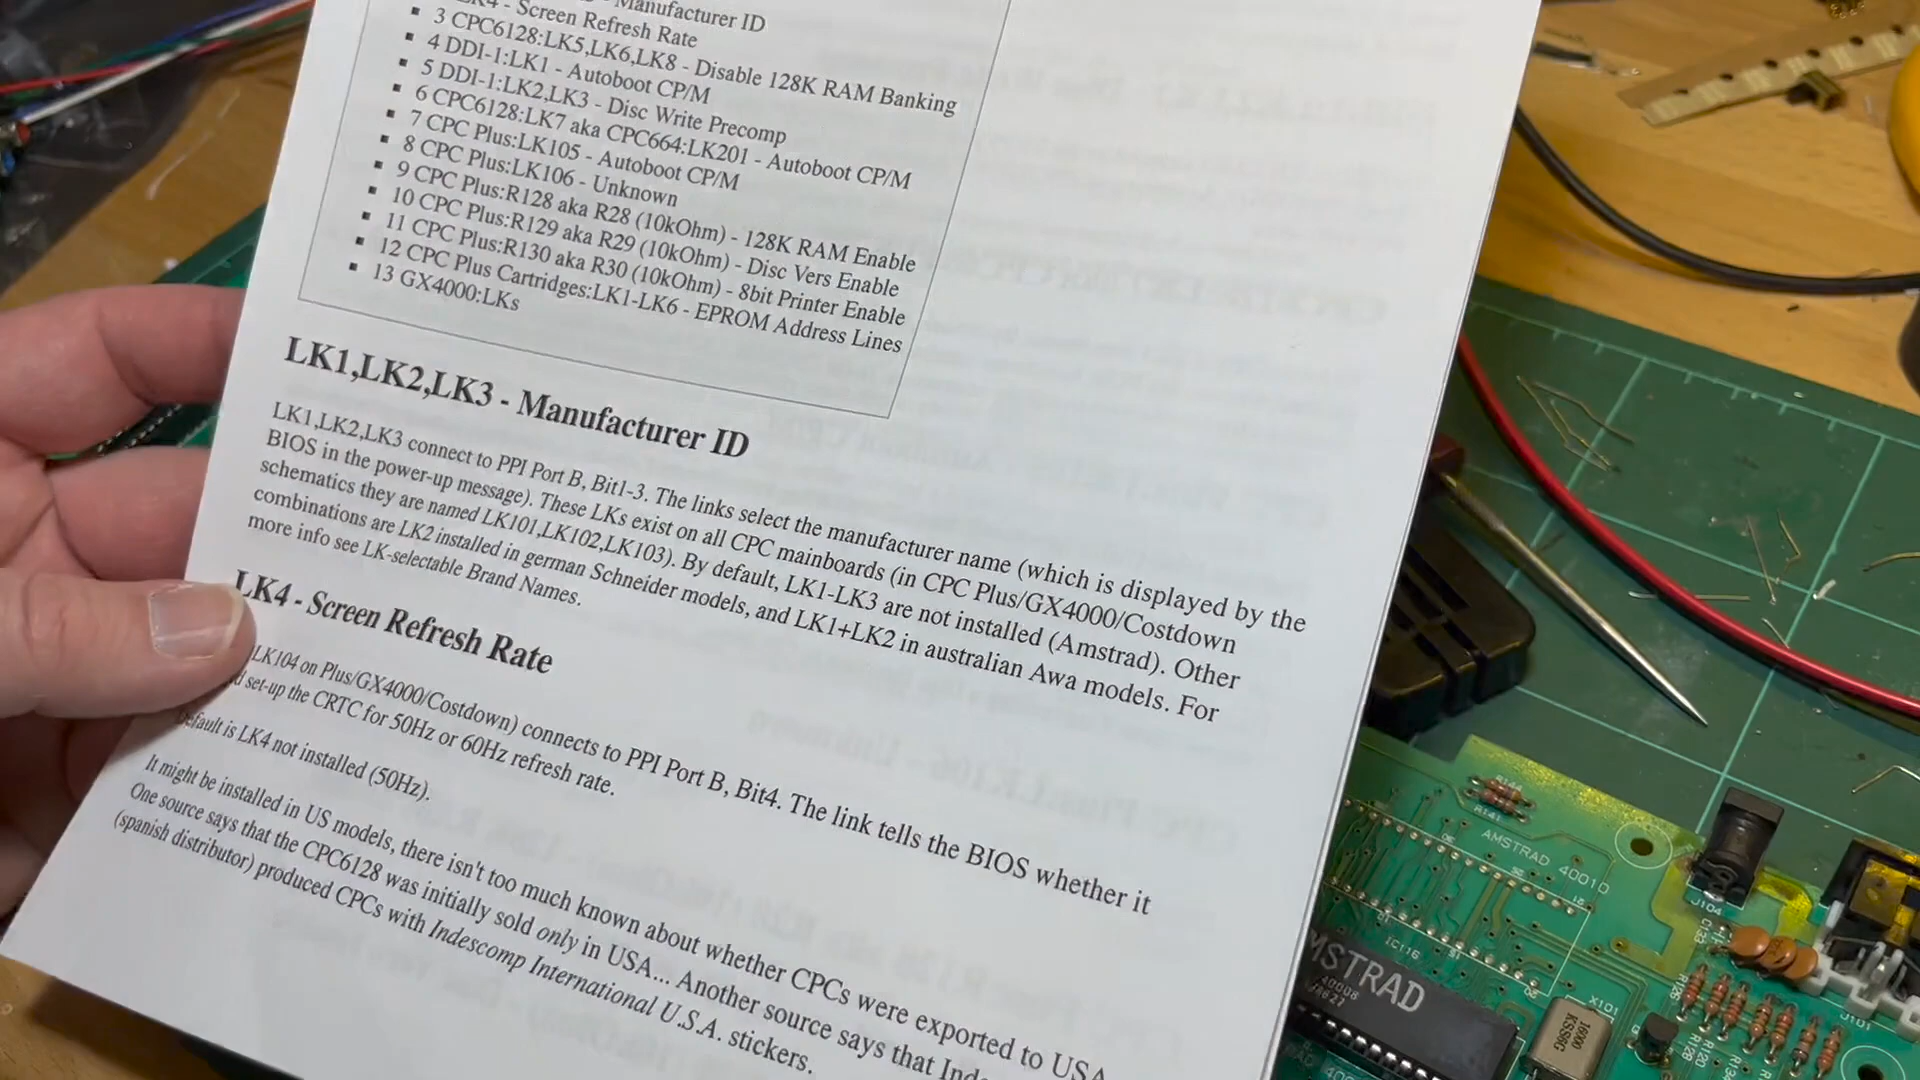 LK4 - Screen Refresh Rate
Manufacturer ID
3 CPC6128:LK5,LK6,LK8 - Disable 128K RAM Banking
4 DDI-1:LK1 - Autoboot CP/M
5 DDI-1:LK2,LK3 - Disc Write Precomp
6 CPC6128:LK7 aka CPC664:LK201 - Autoboot CP/M
7 CPC Plus:LK105 - Autoboot CP/M
8 CPC Plus:LK106 - Unknown
9 CPC Plus:R128 aka R28 (10kOhm) - 128K RAM Enable
10 CPC Plus:R129 aka R29 (10kOhm) - Disc Vers Enable
11 CPC Plus:R130 aka R30 (10kOhm) - 8bit Printer Enable
12 CPC Plus Cartridges:LK1-LK6 - EPROM Address Lines
13 GX4000:LKs
LK1,LK2,LK3 - Manufacturer ID
LK1,LK2,LK3 connect to PPI Port B, Bit1-3. The links select the manufacturer name (which is displayed by the
BIOS in the power-up message). These LKs exist on all CPC mainboards (in CPC Plus/GX4000/Costdown
schematics they are named LK101,LK102,LK103). By default, LK1-LK3 are not installed (Amstrad). Other
combinations are LK2 installed in german Schneider models, and LK1+LK2 in australian Awa models. For
more info see LK-selectable Brand Names.
LK4 - Screen Refresh Rate
LK104 on Plus/GX4000/Costdown) connects to PPI Port B, Bit4. The link tells the BIOS whether it
set-up the CRTC for 50Hz or 60Hz refresh rate.
Default is LK4 not installed (50Hz).
It might be installed in US models, there isn't too much known about whether CPCs were exported to USA
One source says that the CPC6128 was initially sold only in USA... Another source says that
(spanish distributor) produced CPCs with Indescomp International U.S.A. stickers.
R141
AMSTRAD 40010
J104
C133
IC116
AMSTRAD
40008
X101
16000
KSS8G
J101
R128
R120